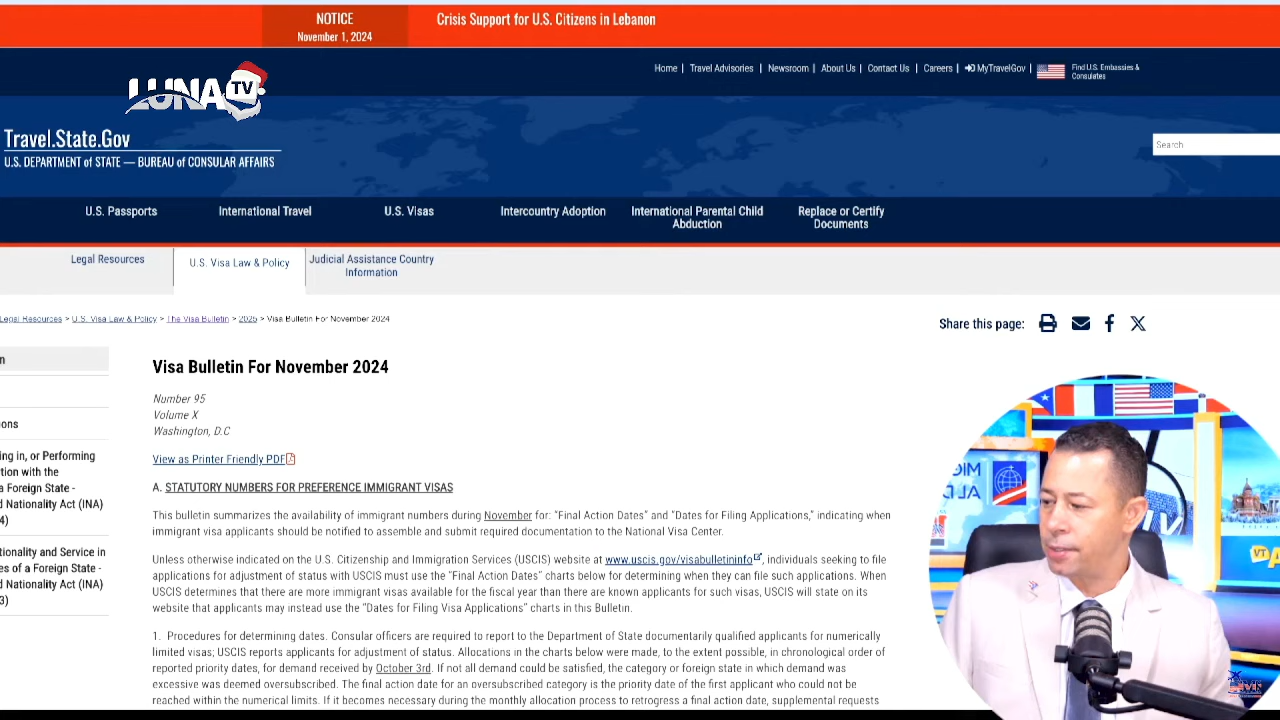 NOTICE
November 1, 2024
Crisis Support for U.S. Citizens in Lebanon
Home | Travel Advisories | Newsroom | About Us | Contact Us | Careers | MyTravelGov |
Find U.S. Embassies &
Consulates
LUNA TV
Travel.State.Gov
U.S. DEPARTMENT of STATE — BUREAU of CONSULAR AFFAIRS
Search
U.S. Passports
International Travel
U.S. Visas
Intercountry Adoption
International Parental Child
Abduction
Replace or Certify
Documents
Legal Resources
U.S. Visa Law & Policy
Judicial Assistance Country
Information
Legal Resources > U.S. Visa Law & Policy > The Visa Bulletin > 2025 > Visa Bulletin For November 2024
Share this page:
n
ons
ing in, or Performing
tion with the
a Foreign State -
d Nationality Act (INA)
4)
tionality and Service in
es of a Foreign State -
d Nationality Act (INA)
3)
Visa Bulletin For November 2024
Number 95
Volume X
Washington, D.C
View as Printer Friendly PDF
A. STATUTORY NUMBERS FOR PREFERENCE IMMIGRANT VISAS
This bulletin summarizes the availability of immigrant numbers during November for: “Final Action Dates” and “Dates for Filing Applications,” indicating when
immigrant visa applicants should be notified to assemble and submit required documentation to the National Visa Center.
Unless otherwise indicated on the U.S. Citizenship and Immigration Services (USCIS) website at www.uscis.gov/visabulletininfo, individuals seeking to file
applications for adjustment of status with USCIS must use the “Final Action Dates” charts below for determining when they can file such applications. When
USCIS determines that there are more immigrant visas available for the fiscal year than there are known applicants for such visas, USCIS will state on its
website that applicants may instead use the “Dates for Filing Visa Applications” charts in this Bulletin.
1. Procedures for determining dates. Consular officers are required to report to the Department of State documentarily qualified applicants for numerically
limited visas; USCIS reports applicants for adjustment of status. Allocations in the charts below were made, to the extent possible, in chronological order of
reported priority dates, for demand received by October 3rd. If not all demand could be satisfied, the category or foreign state in which demand was
excessive was deemed oversubscribed. The final action date for an oversubscribed category is the priority date of the first applicant who could not be
reached within the numerical limits. If it becomes necessary during the monthly allocation process to retrogress a final action date, supplemental requests